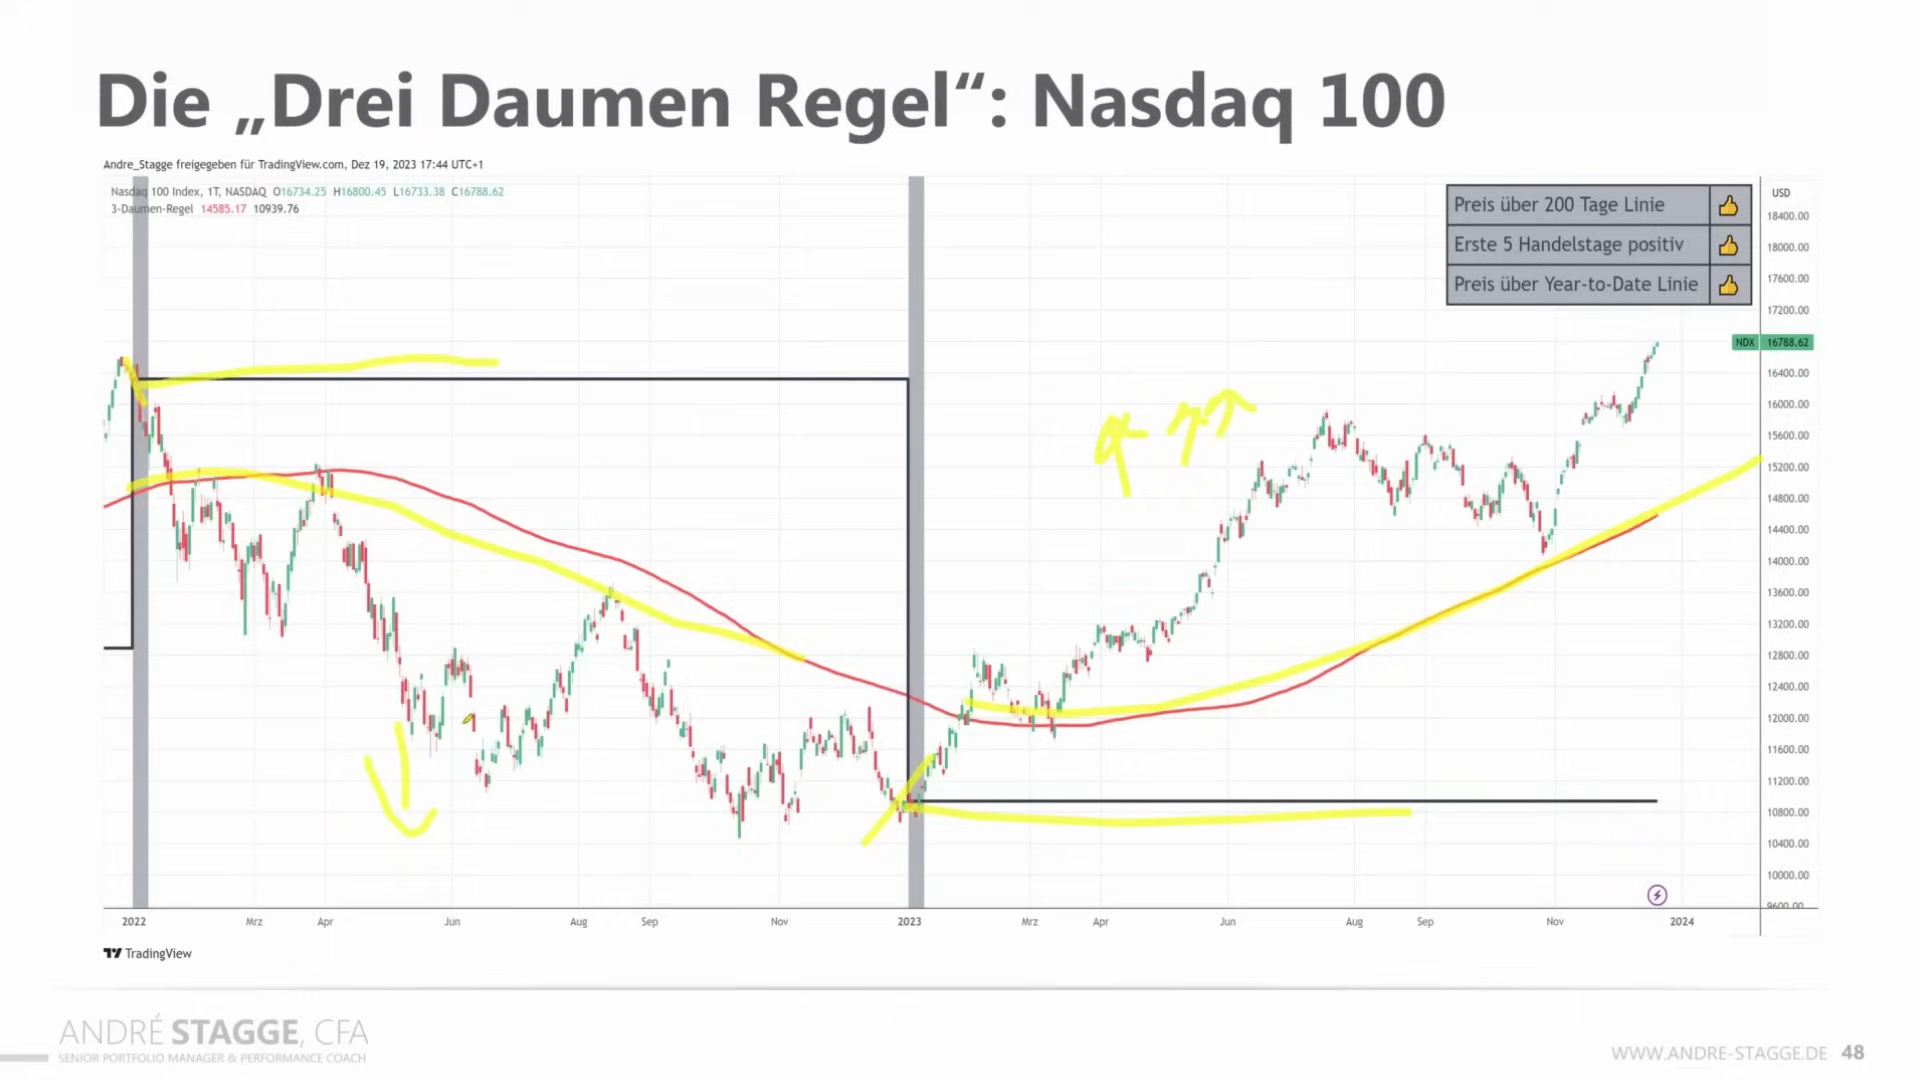 Die „Drei Daumen Regel“: Nasdaq 100
Andre_Stagge freigegeben für TradingView.com, Dez 19, 2023 17:44 UTC+1
Nasdaq 100 Index, 1T, NASDAQ O16734.25 H16800.45 L16733.38 C16788.62
3-Daumen-Regel 14585.17 10939.76
Preis über 200 Tage Linie
Erste 5 Handelstage positiv
Preis über Year-to-Date Linie
USD
18400.00
18000.00
17600.00
17200.00
NDX 16788.62
16400.00
16000.00
15600.00
15200.00
14800.00
14400.00
14000.00
13600.00
13200.00
12800.00
12400.00
12000.00
11600.00
11200.00
10800.00
10400.00
10000.00
9600.00
2022 Mrz Apr Jun Aug Sep Nov 2023 Mrz Apr Jun Aug Sep Nov 2024
TradingView
ANDRÉ STAGGE, CFA
SENIOR PORTFOLIO MANAGER & PERFORMANCE COACH
WWW.ANDRE-STAGGE.DE 48